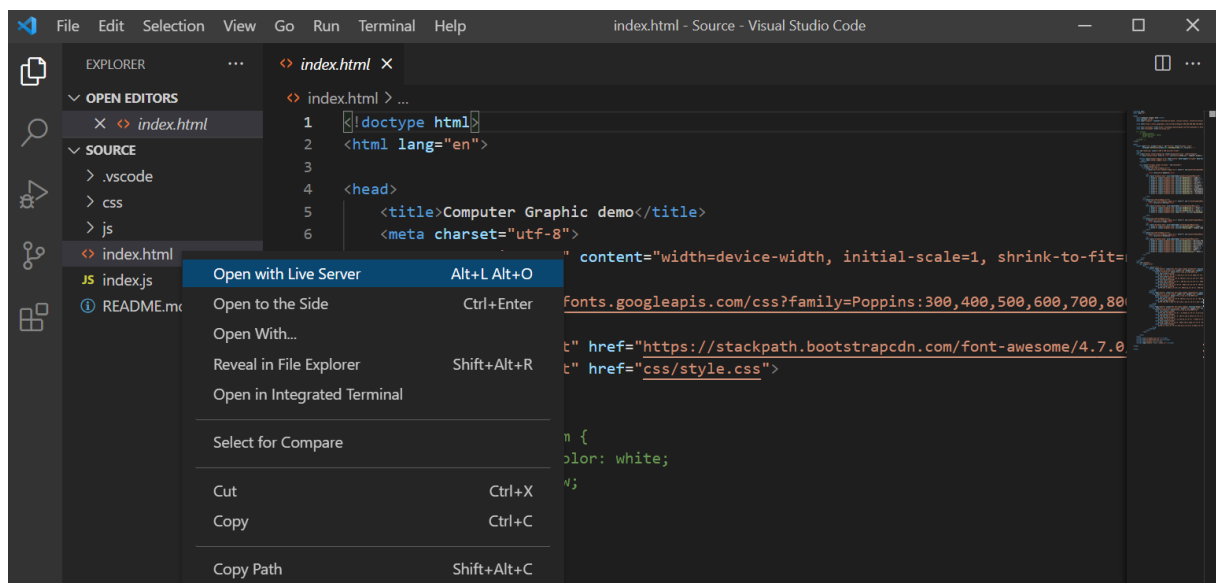 File Edit Selection View Go Run Terminal Help index.html - Source - Visual Studio Code
EXPLORER
OPEN EDITORS
index.html
SOURCE
.vscode
css
js
index.html
JS index.js
README.md
index.html
index.html > ...
1 <!doctype html>
2 <html lang="en">
3
4 <head>
5 <title>Computer Graphic demo</title>
6 <meta charset="utf-8">
" content="width=device-width, initial-scale=1, shrink-to-fit=
fonts.googleapis.com/css?family=Poppins:300,400,500,600,700,800
t" href="https://stackpath.bootstrapcdn.com/font-awesome/4.7.0
t" href="css/style.css">
m {
olor: white;
w;
Open with Live Server Alt+L Alt+O
Open to the Side Ctrl+Enter
Open With...
Reveal in File Explorer Shift+Alt+R
Open in Integrated Terminal
Select for Compare
Cut Ctrl+X
Copy Ctrl+C
Copy Path Shift+Alt+C